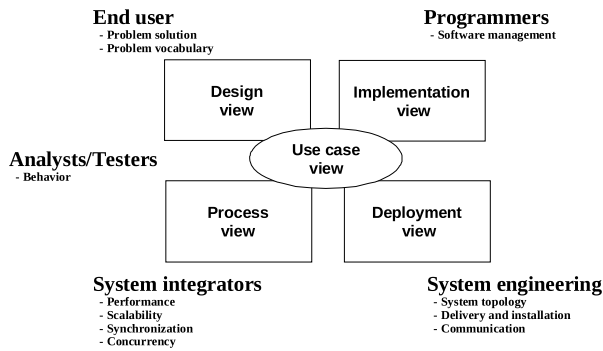 End user
- Problem solution
- Problem vocabulary
Programmers
- Software management
Design
view
Implementation
view
Use case
view
Analysts/Testers
- Behavior
Process
view
Deployment
view
System integrators
- Performance
- Scalability
- Synchronization
- Concurrency
System engineering
- System topology
- Delivery and installation
- Communication